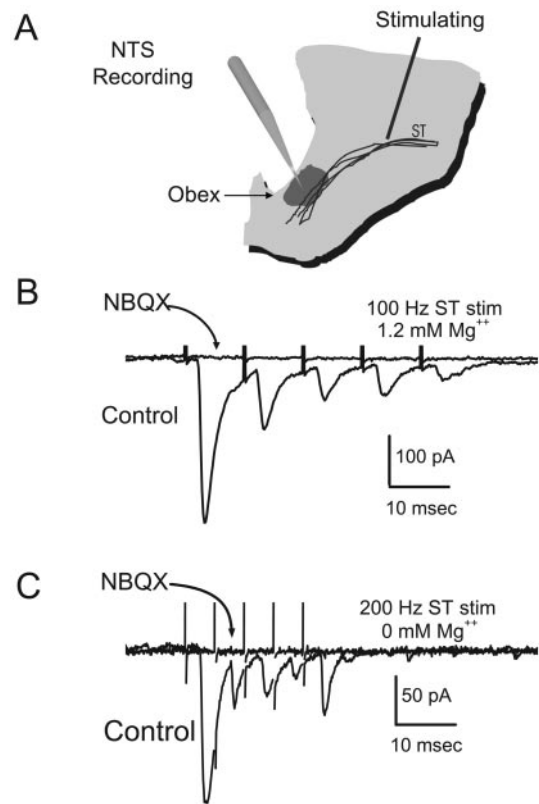 A
Stimulating
NTS
Recording
ST
Obex
B
NBQX
100 Hz ST stim
1.2 mM Mg++
Control
100 pA
10 msec
C
NBQX
200 Hz ST stim
0 mM Mg++
Control
50 pA
10 msec